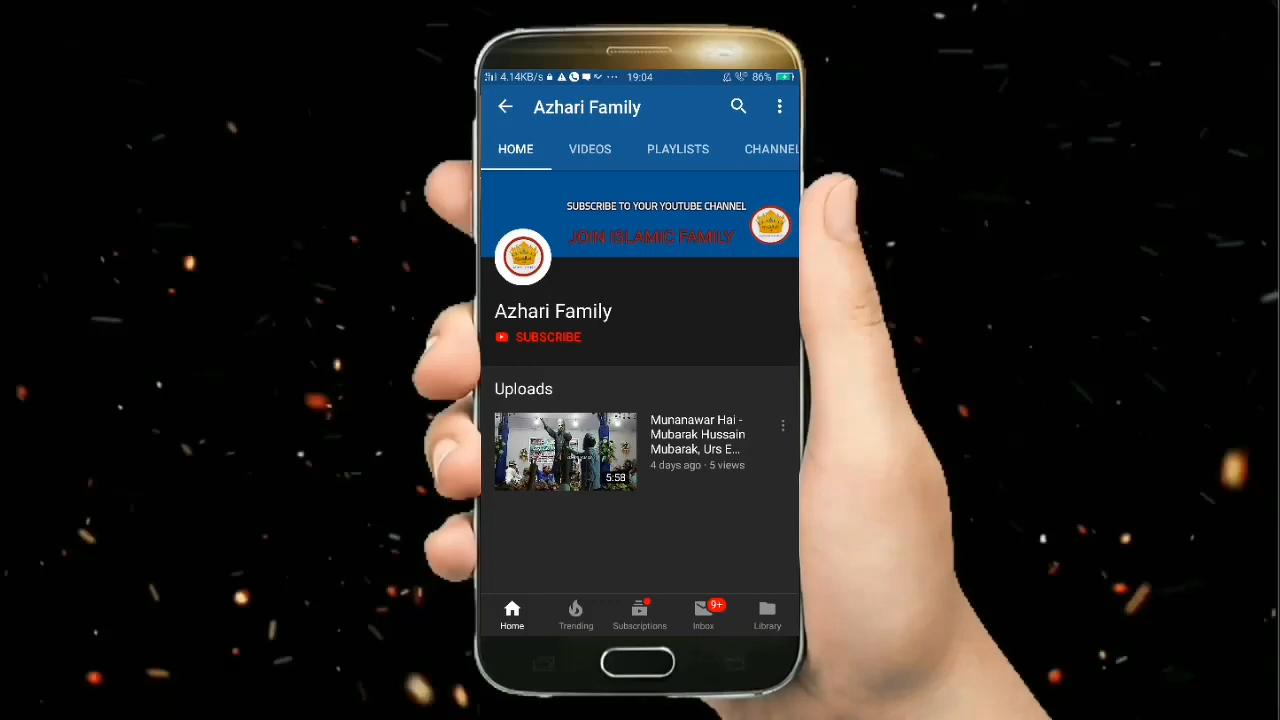 4.14KB/s
19:04
86%
Azhari Family
HOME
VIDEOS
PLAYLISTS
CHANNEL
SUBSCRIBE TO YOUR YOUTUBE CHANNEL
JOIN ISLAMIC FAMILY
Azhari Family
SUBSCRIBE
Uploads
5:58
Munanawar Hai -
Mubarak Hussain
Mubarak, Urs E...
4 days ago · 5 views
9+
Home
Trending
Subscriptions
Inbox
Library